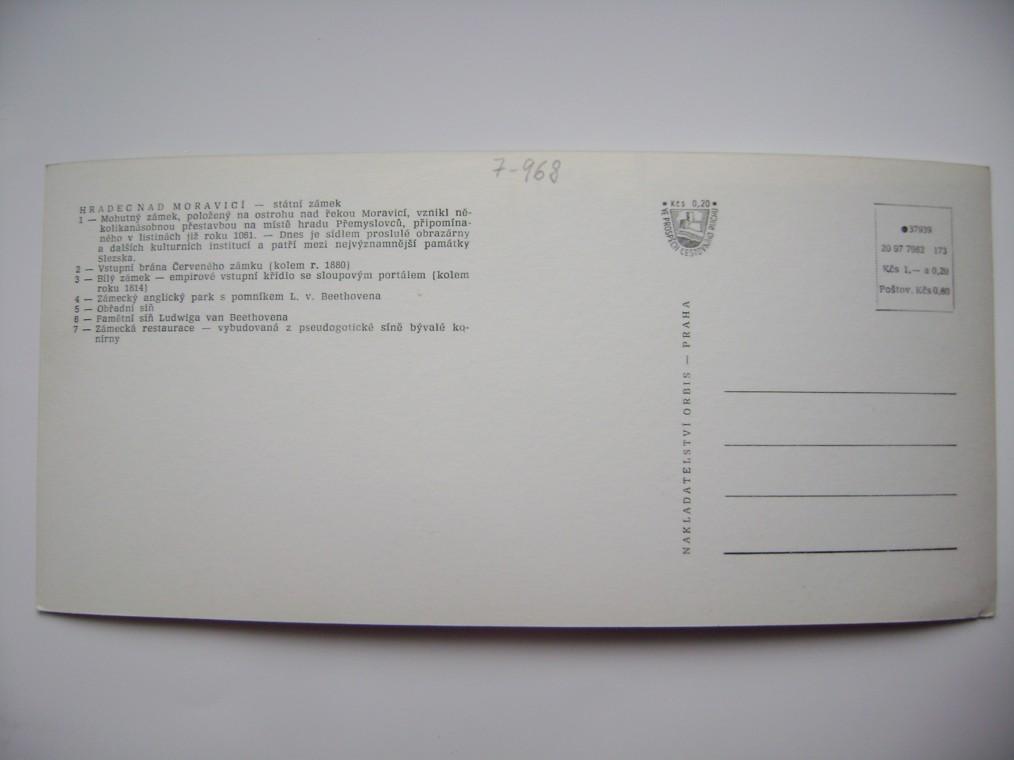 7-968
HRADEC NAD MORAVICÍ — státní zámek
1 — Mohutný zámek, položený na ostrohu nad řekou Moravicí, vznikl ně-
kolikanásobnou přestavbou na místě hradu Přemyslovců, připomína-
ného v listinách již roku 1061. — Dnes je sídlem proslulé obrazárny
a dalších kulturních institucí a patří mezi nejvýznamnější památky
Slezska.
2 — Vstupní brána Červeného zámku (kolem r. 1880)
3 — Bílý zámek — empírové vstupní křídlo se sloupovým portálem (kolem
roku 1814)
4 — Zámecký anglický park s pomníkem L. v. Beethovena
5 — Obřadní síň
6 — Pamětní síň Ludwiga van Beethovena
7 — Zámecká restaurace — vybudovaná z pseudogotické síně bývalé ko-
nírny
• Kčs 0,20 •
VE PROSPĚCH CESTOVNÍHO RUCHU
NAKLADATELSTVÍ ORBIS — PRAHA
●37939
20 97 7962 173
Kčs 1,— a 0,20
Poštov. Kčs 0,60